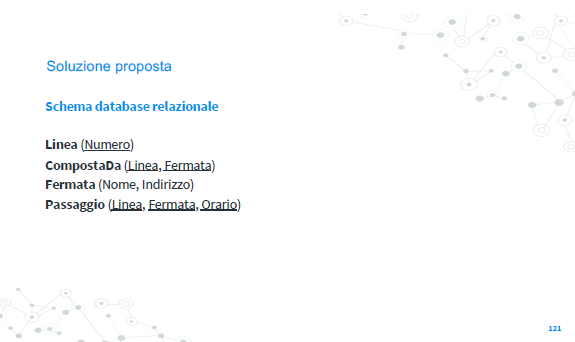 Soluzione proposta
Schema database relazionale
Linea (Numero)
CompostaDa (Linea, Fermata)
Fermata (Nome, Indirizzo)
Passaggio (Linea, Fermata, Orario)
121